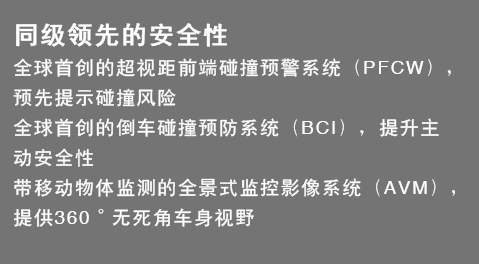 同级领先的安全性
全球首创的超视距前端碰撞预警系统（PFCW），
预先提示碰撞风险
全球首创的倒车碰撞预防系统（BCI），提升主
动安全性
带移动物体监测的全景式监控影像系统（AVM），
提供360°无死角车身视野